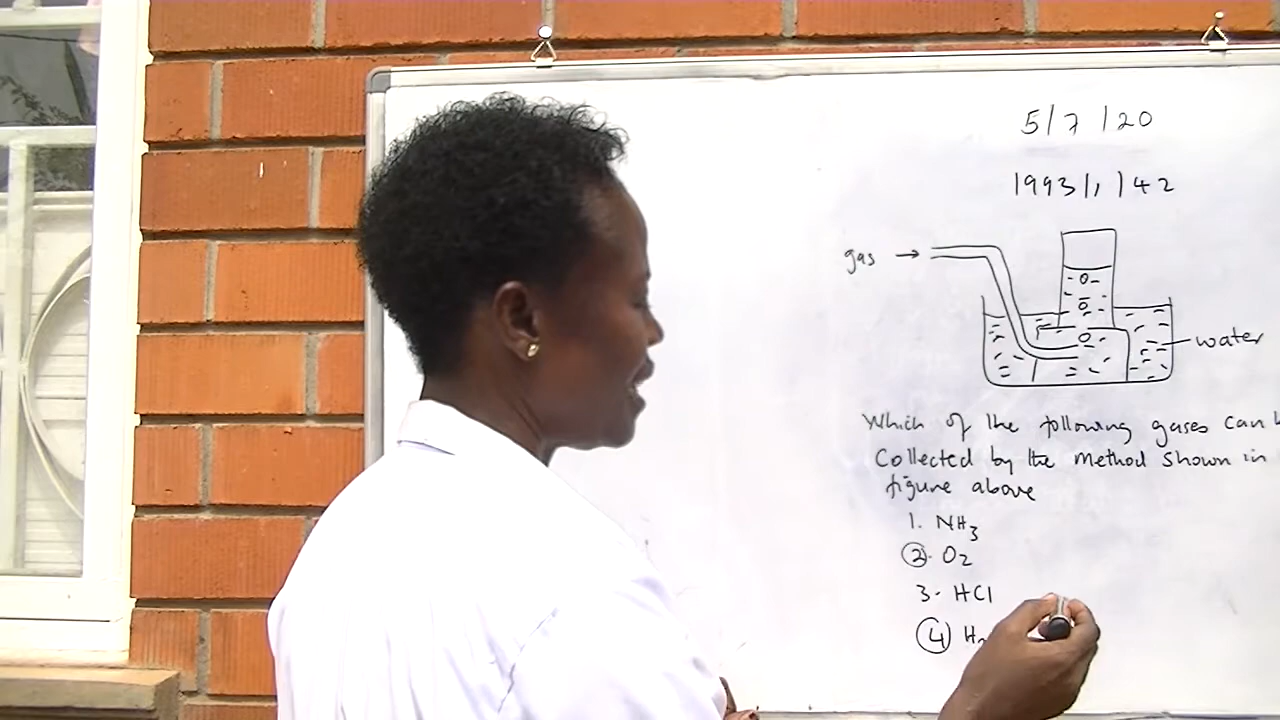 5/7/20
1993/1/42
gas →
water
Which of the following gases can
Collected by the method shown in
figure above
1. NH3
2. O2
3. HCl
4 H2